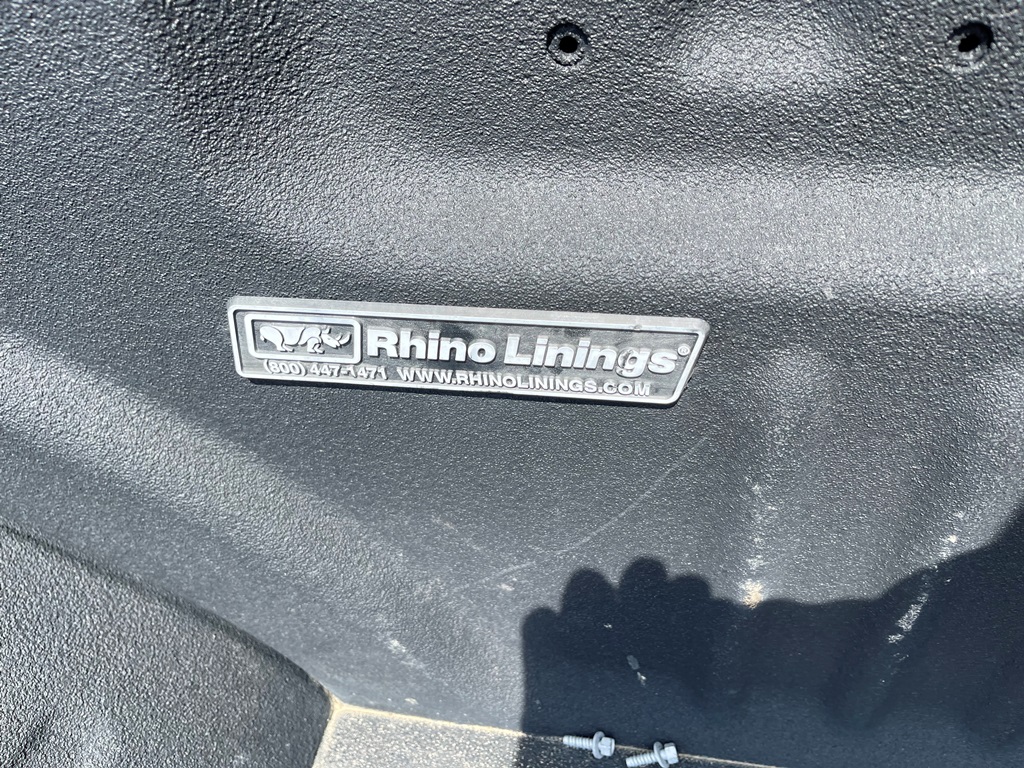 Rhino Linings®
(800) 447-1471 WWW.RHINOLININGS.COM